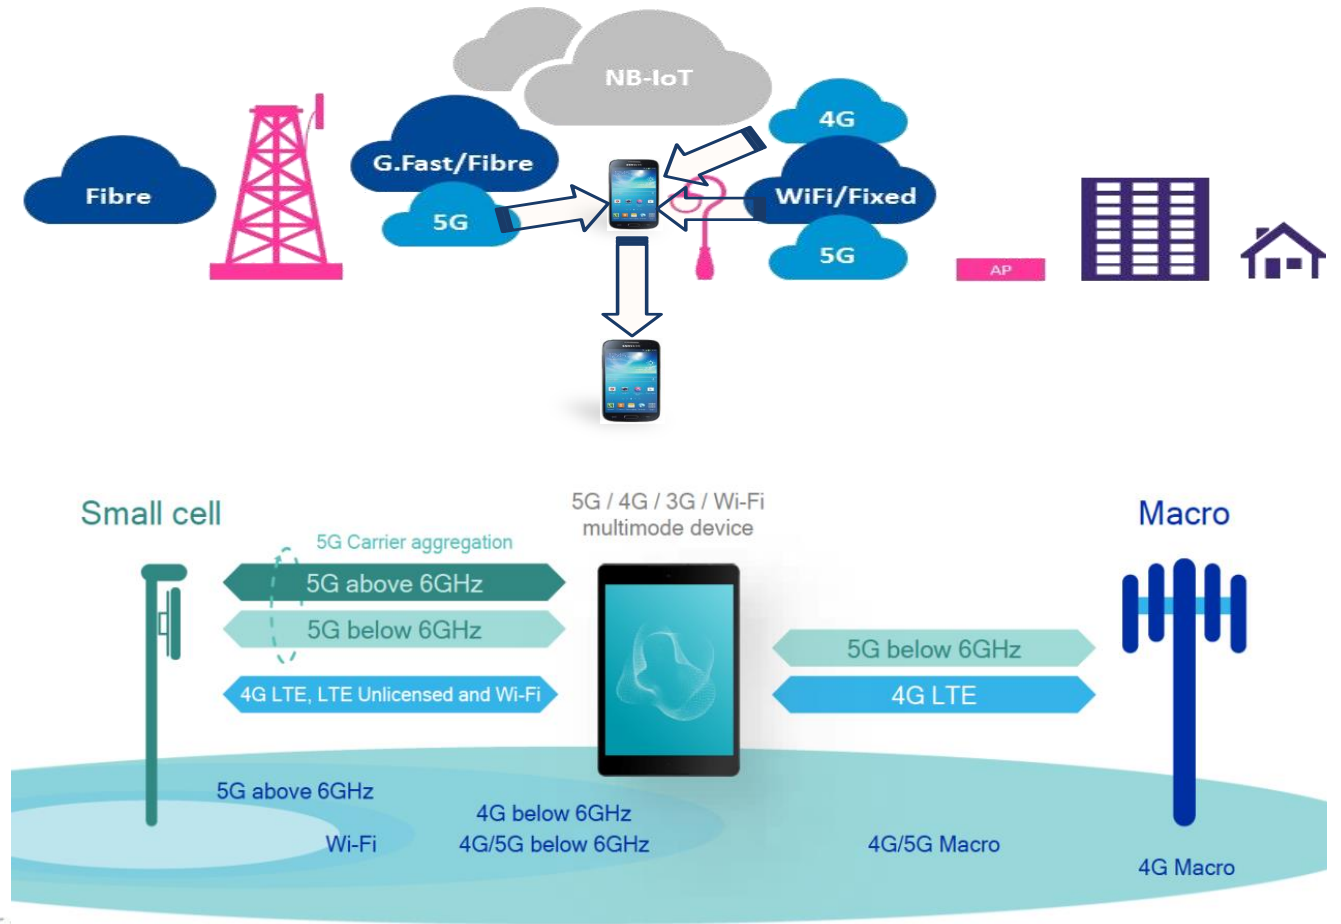 NB-IoT
4G
G.Fast/Fibre
Fibre
WiFi/Fixed
5G
5G
AP
5G / 4G / 3G / Wi-Fi
multimode device
Small cell
Macro
5G Carrier aggregation
5G above 6GHz
5G below 6GHz
5G below 6GHz
4G LTE, LTE Unlicensed and Wi-Fi
4G LTE
5G above 6GHz
4G below 6GHz
Wi-Fi
4G/5G below 6GHz
4G/5G Macro
4G Macro